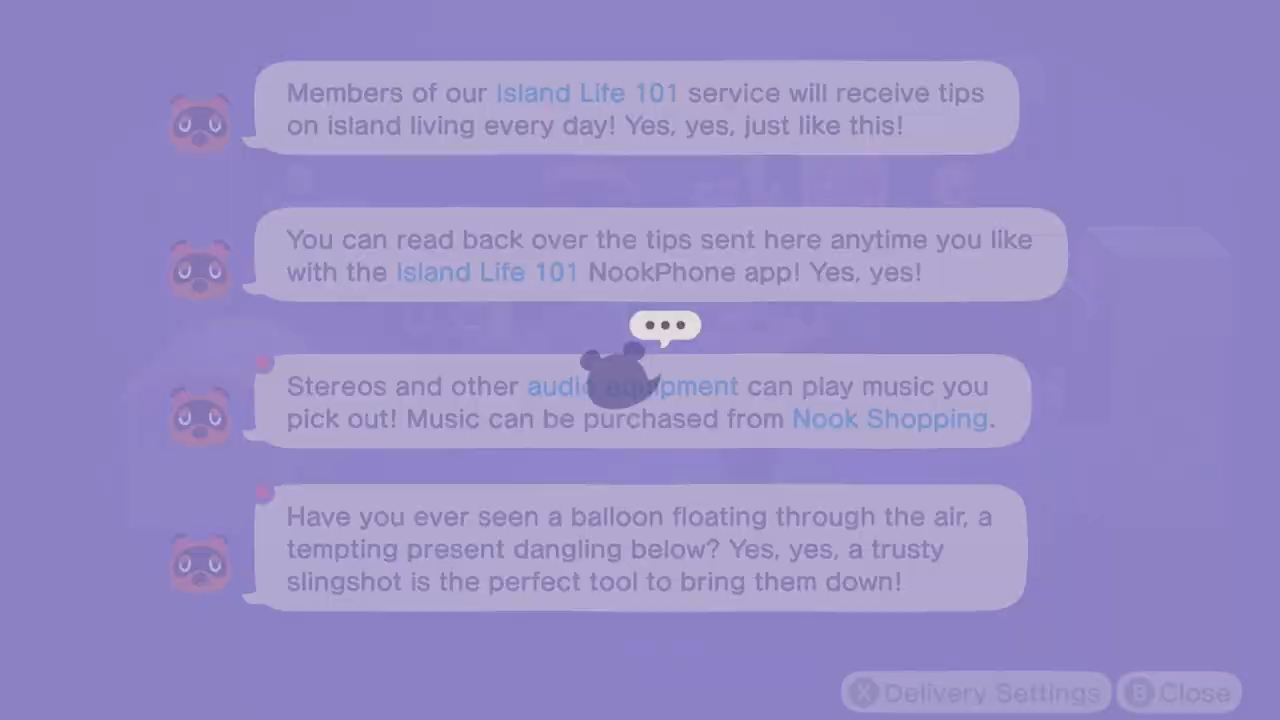 Members of our Island Life 101 service will receive tips
on island living every day! Yes, yes, just like this!
You can read back over the tips sent here anytime you like
with the Island Life 101 NookPhone app! Yes, yes!
Stereos and other audio equipment can play music you
pick out! Music can be purchased from Nook Shopping.
Have you ever seen a balloon floating through the air, a
tempting present dangling below? Yes, yes, a trusty
slingshot is the perfect tool to bring them down!
X Delivery Settings B Close